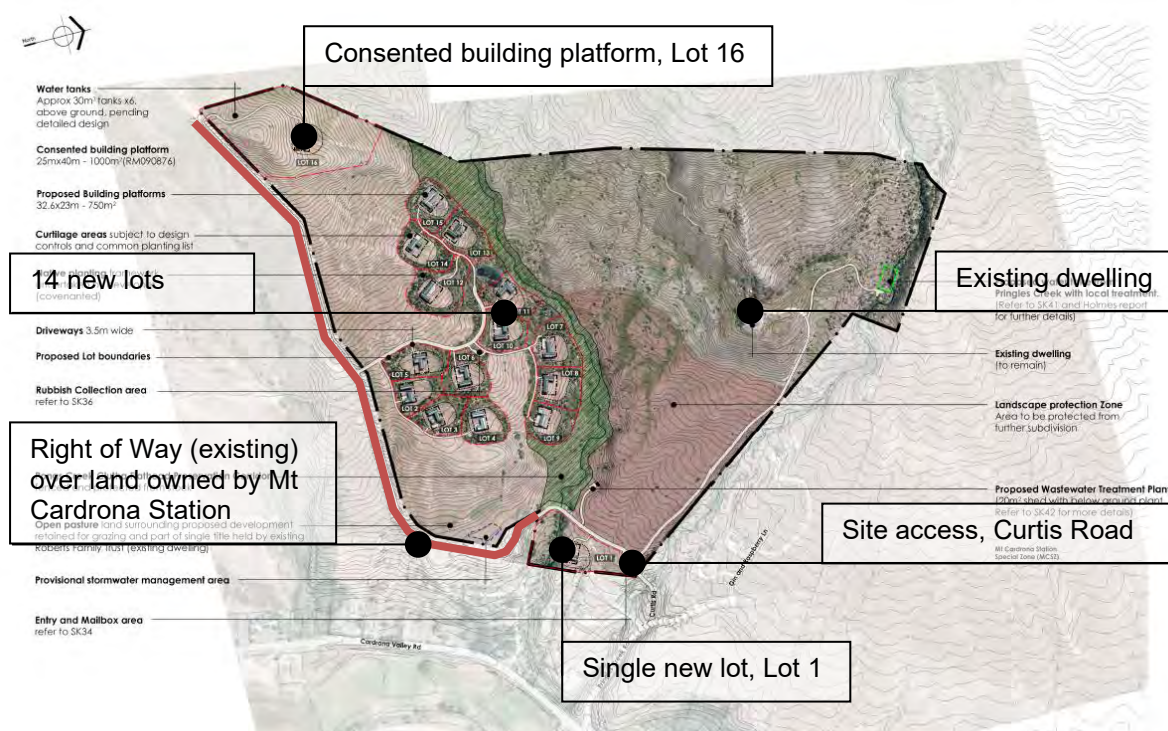 North
Consented building platform, Lot 16
Water tanks
Approx 30m³ tanks x6,
above ground, pending
detailed design
Consented building platform
25mx40m - 1000m²(RM090876)
Proposed Building platforms
32.6x23m - 750m²
Curtilage areas subject to design
controls and common planting list
14 new lots
(covenanted)
Driveways 3.5m wide
Proposed Lot boundaries
Rubbish Collection area
refer to SK36
Right of Way (existing)
over land owned by Mt
Cardrona Station
Open pasture land surrounding proposed development
retained for grazing and part of single title held by existing
Roberts Family Trust (existing dwelling)
Provisional stormwater management area
Entry and Mailbox area
refer to SK34
LOT 16
LOT 15
LOT 13
LOT 14
LOT 12
LOT 11
LOT 10
LOT 7
LOT 6
LOT 8
LOT 5
LOT 2
LOT 3
LOT 4
LOT 9
LOT 1
Existing dwelling
Pringles Creek with local treatment.
(Refer to SK41 and Holmes report
for further details)
Existing dwelling
(to remain)
Landscape protection Zone
Area to be protected from
further subdivision
Proposed Wastewater Treatment Plant
(20m² shed with below ground plant
Refer to SK42 for more details)
Site access, Curtis Road
Mt Cardrona Station
Special Zone (MCSZ)
Gin and Raspberry Ln
Curtis Rd
Cardrona Valley Rd
Single new lot, Lot 1